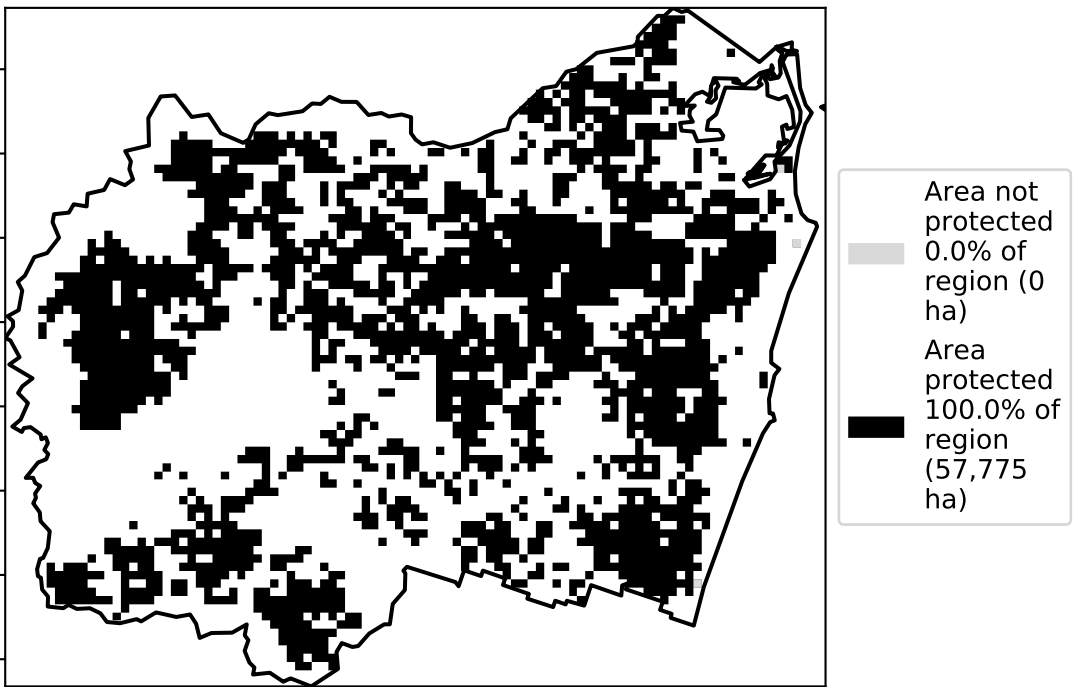 Area not
protected
0.0% of
region (0
ha)
Area
protected
100.0% of
region
(57,775
ha)